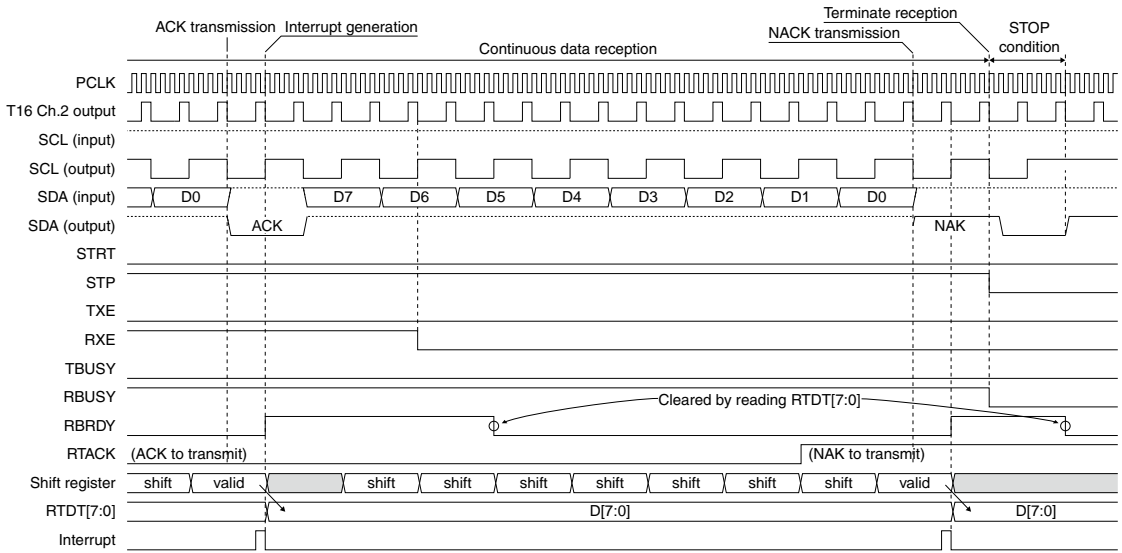 Terminate reception
ACK transmission
Interrupt generation
NACK transmission
STOP
condition
Continuous data reception
PCLK
T16 Ch.2 output
SCL (input)
SCL (output)
SDA (input)
D0
D7
D6
D5
D4
D3
D2
D1
D0
SDA (output)
ACK
NAK
STRT
STP
TXE
RXE
TBUSY
RBUSY
Cleared by reading RTDT[7:0]
RBRDY
RTACK
(ACK to transmit)
(NAK to transmit)
Shift register
shift
valid
shift
shift
shift
shift
shift
shift
shift
valid
RTDT[7:0]
D[7:0]
D[7:0]
Interrupt